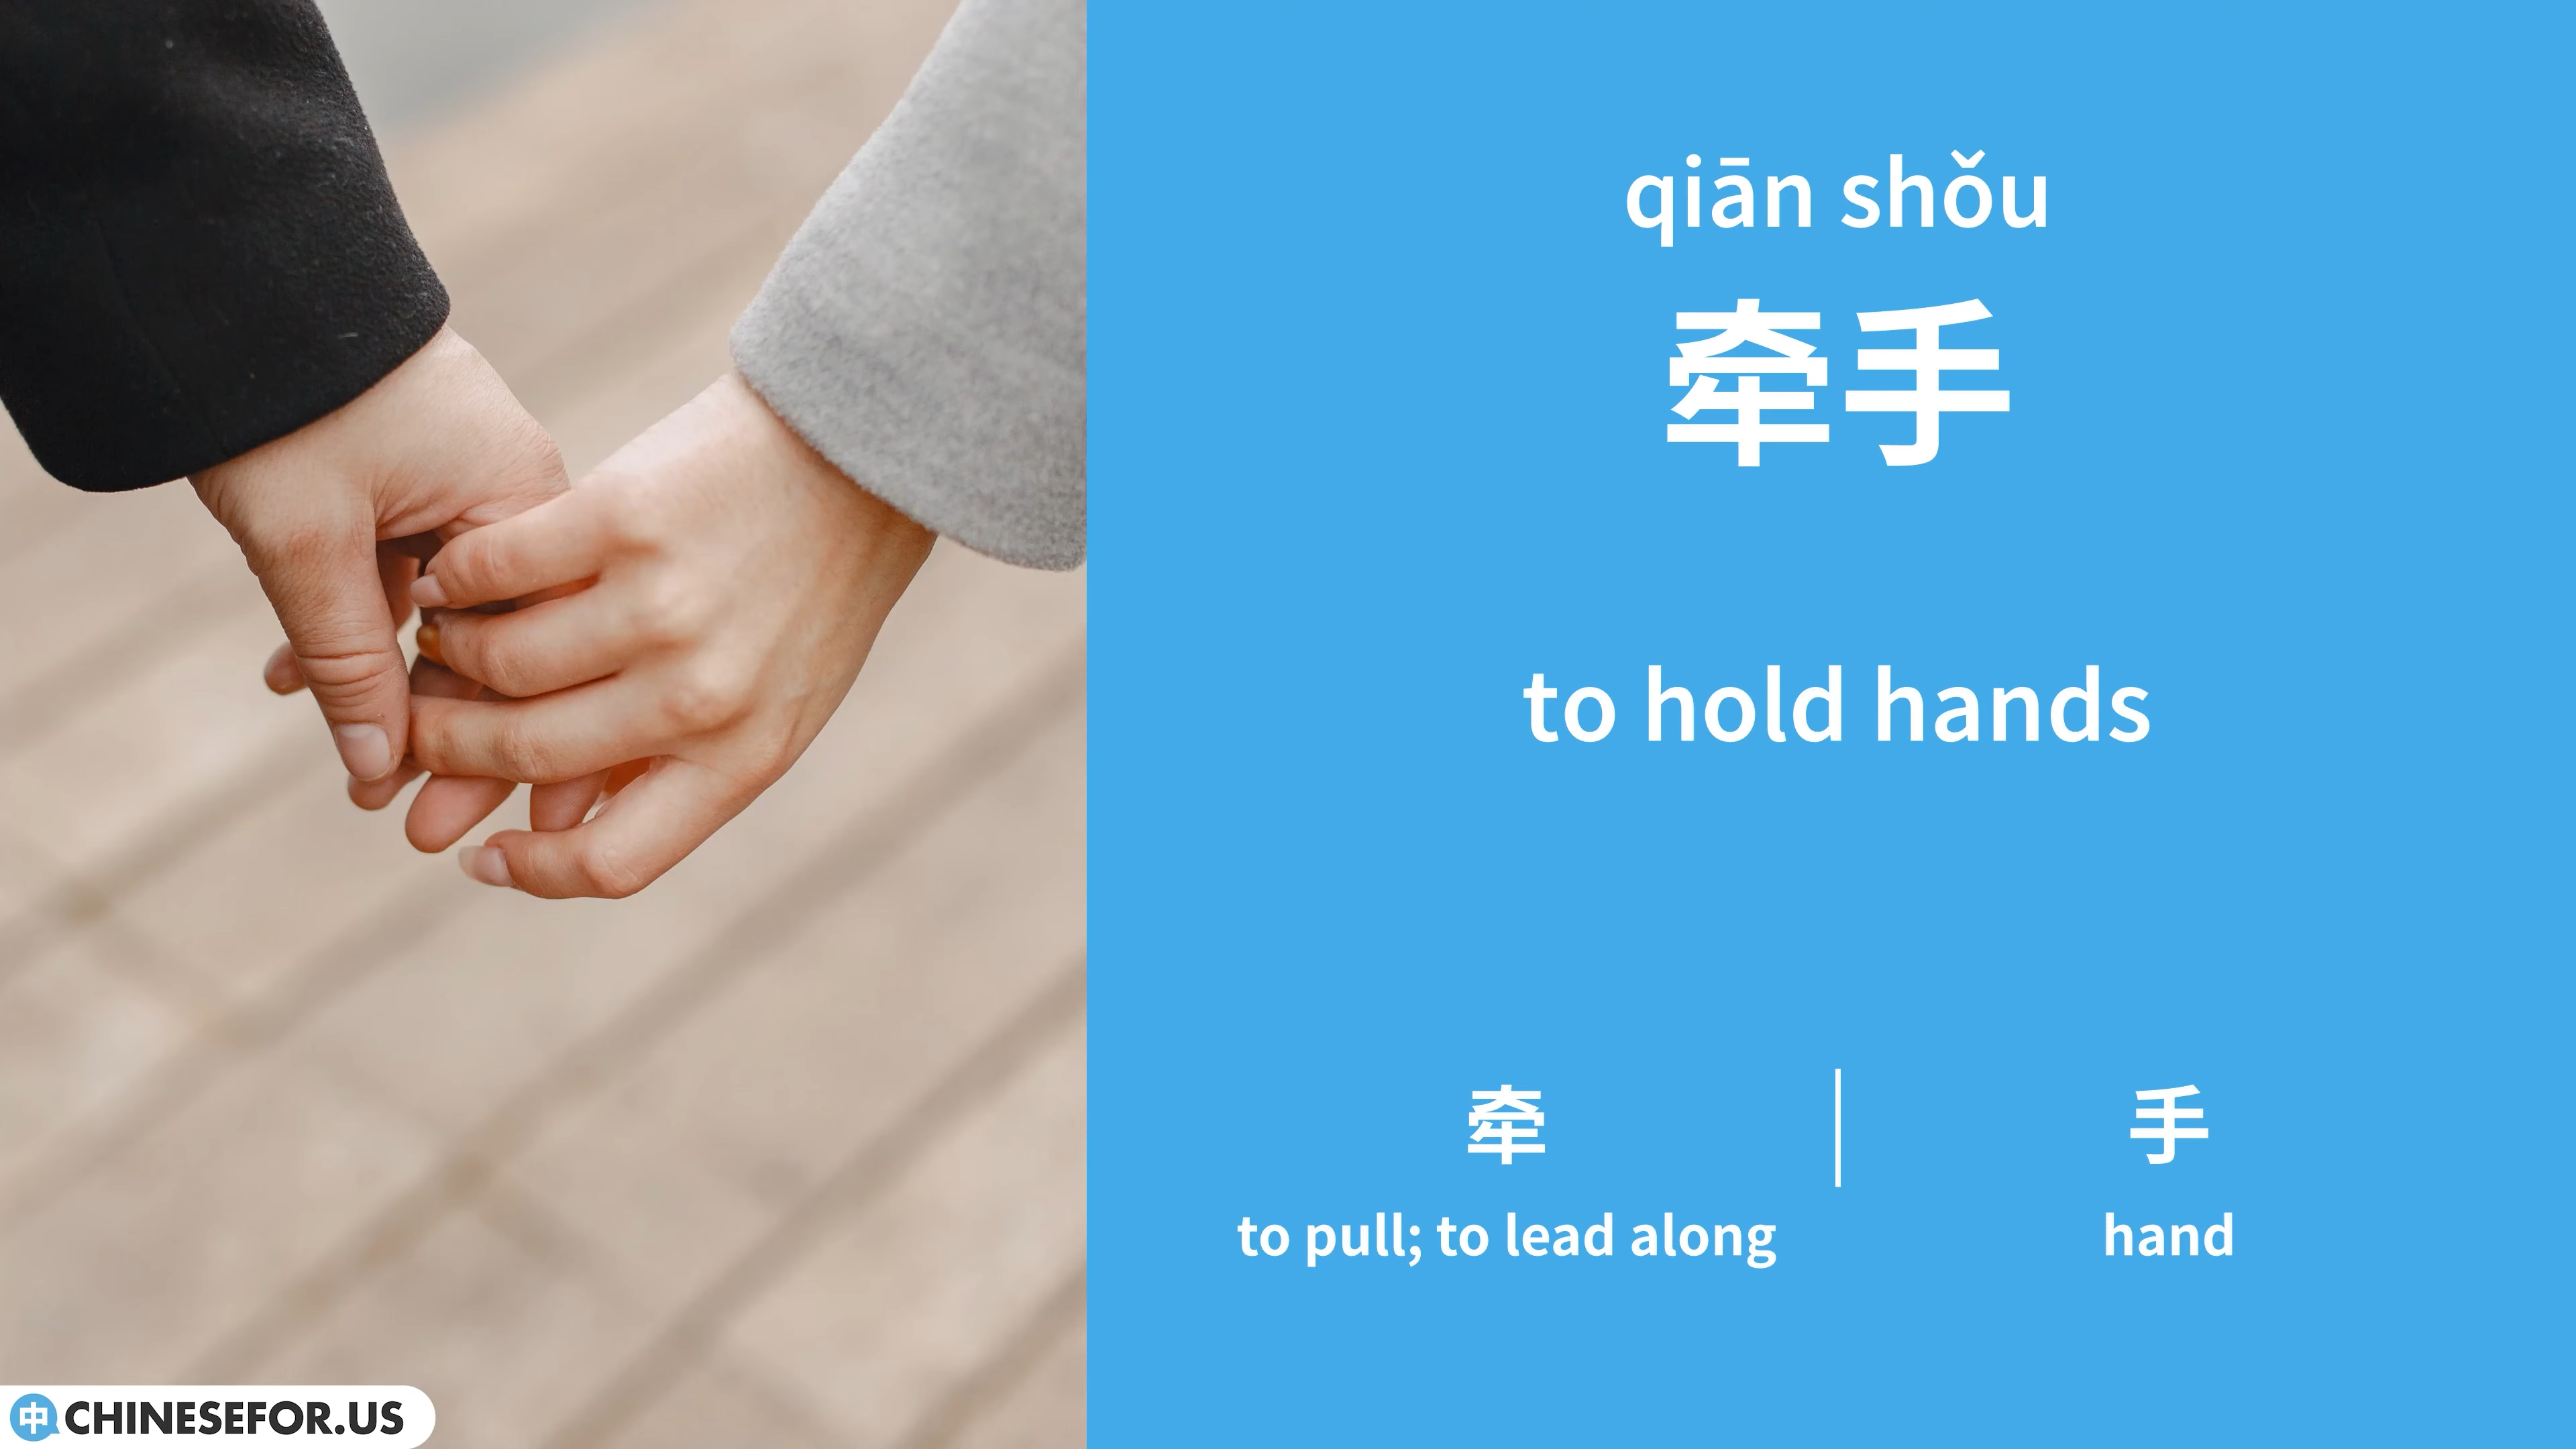 qiān shǒu
牵手
to hold hands
牵
to pull; to lead along
手
hand
中 CHINESEFOR.US